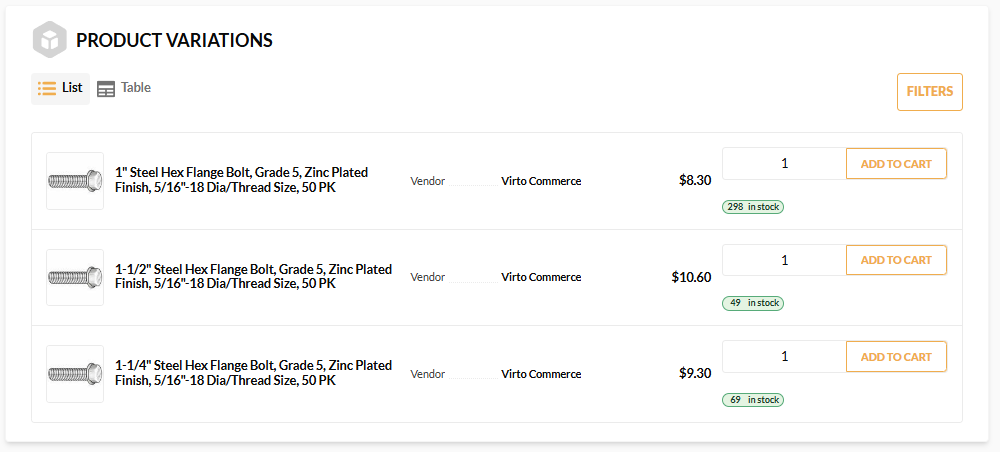 PRODUCT VARIATIONS
List
Table
FILTERS
1" Steel Hex Flange Bolt, Grade 5, Zinc Plated
Finish, 5/16"-18 Dia/Thread Size, 50 PK
Vendor
Virto Commerce
$8.30
1
ADD TO CART
298 in stock
1-1/2" Steel Hex Flange Bolt, Grade 5, Zinc Plated
Finish, 5/16"-18 Dia/Thread Size, 50 PK
Vendor
Virto Commerce
$10.60
1
ADD TO CART
49 in stock
1-1/4" Steel Hex Flange Bolt, Grade 5, Zinc Plated
Finish, 5/16"-18 Dia/Thread Size, 50 PK
Vendor
Virto Commerce
$9.30
1
ADD TO CART
69 in stock